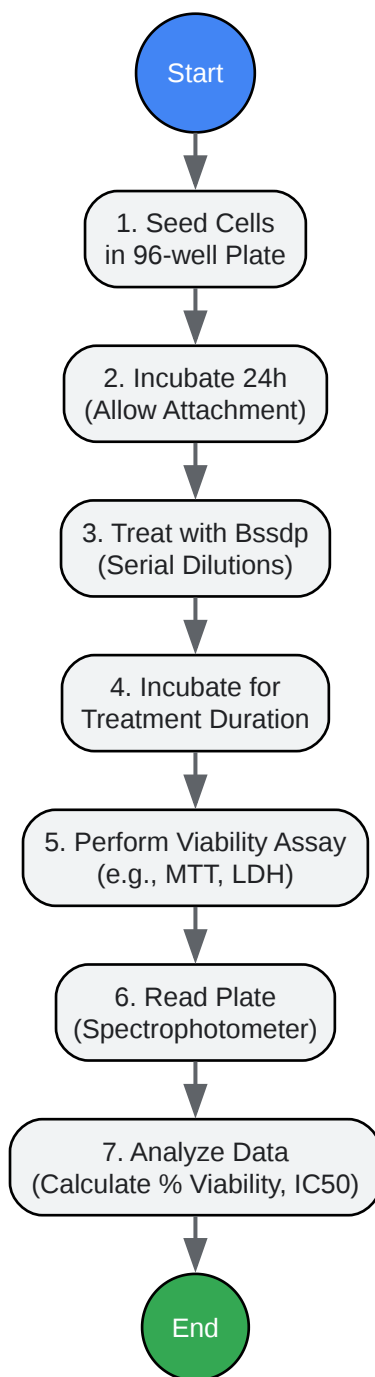 Start
1. Seed Cells
in 96-well Plate
2. Incubate 24h
(Allow Attachment)
3. Treat with Bssdp
(Serial Dilutions)
4. Incubate for
Treatment Duration
5. Perform Viability Assay
(e.g., MTT, LDH)
6. Read Plate
(Spectrophotometer)
7. Analyze Data
(Calculate % Viability, IC50)
End